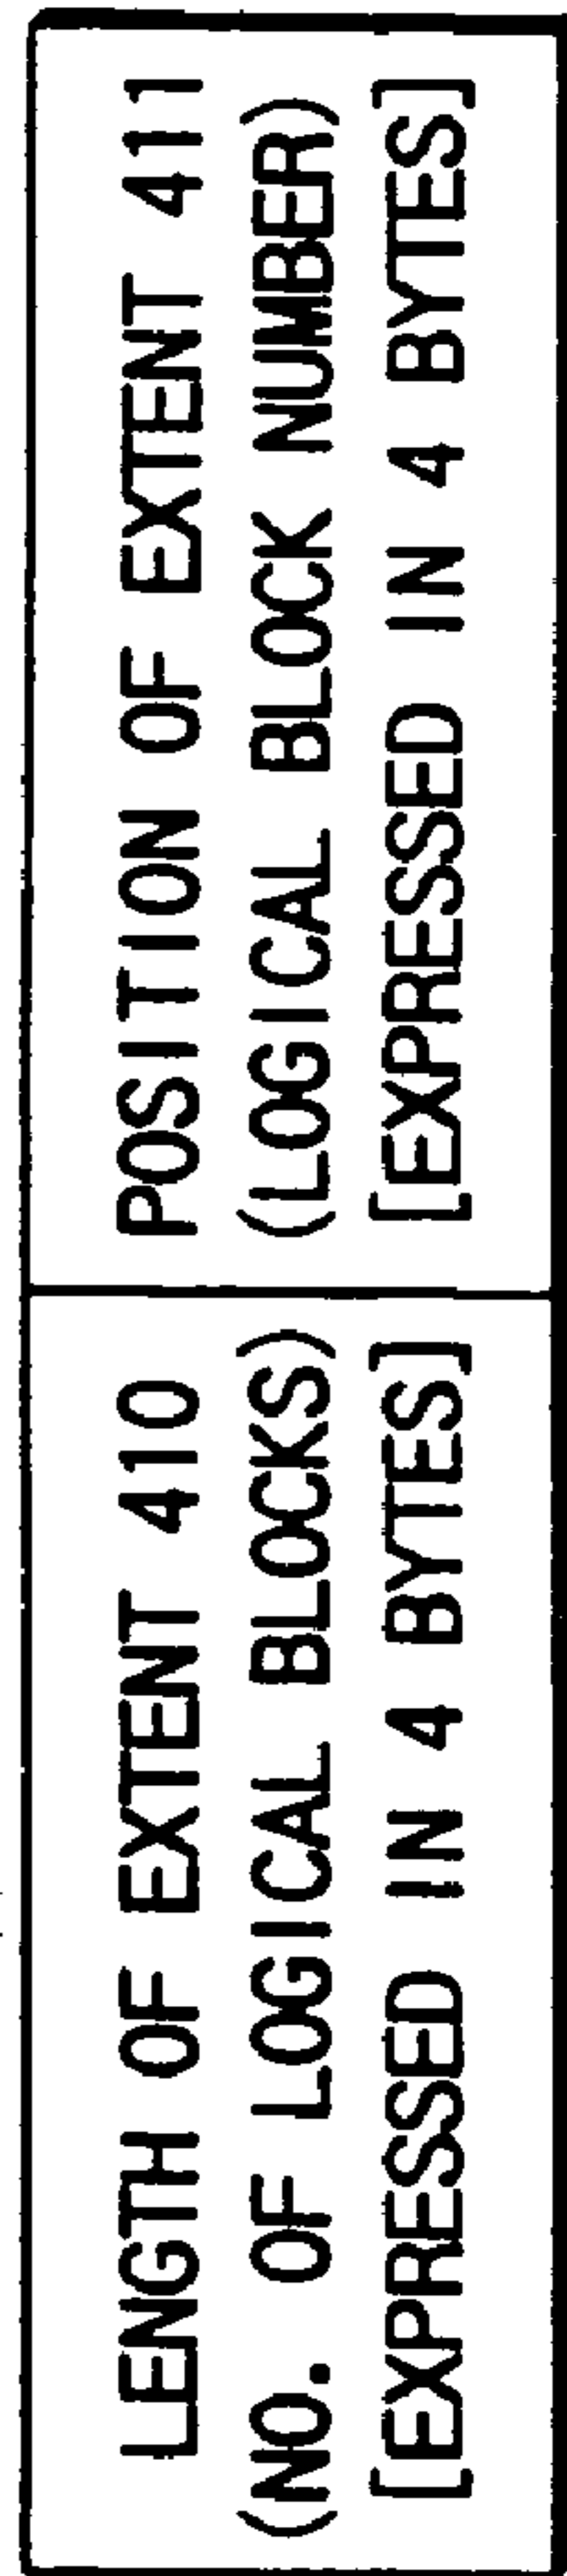 LENGTH OF EXTENT 410
(NO. OF LOGICAL BLOCKS)
[EXPRESSED IN 4 BYTES]
POSITION OF EXTENT 411
(LOGICAL BLOCK NUMBER)
[EXPRESSED IN 4 BYTES]